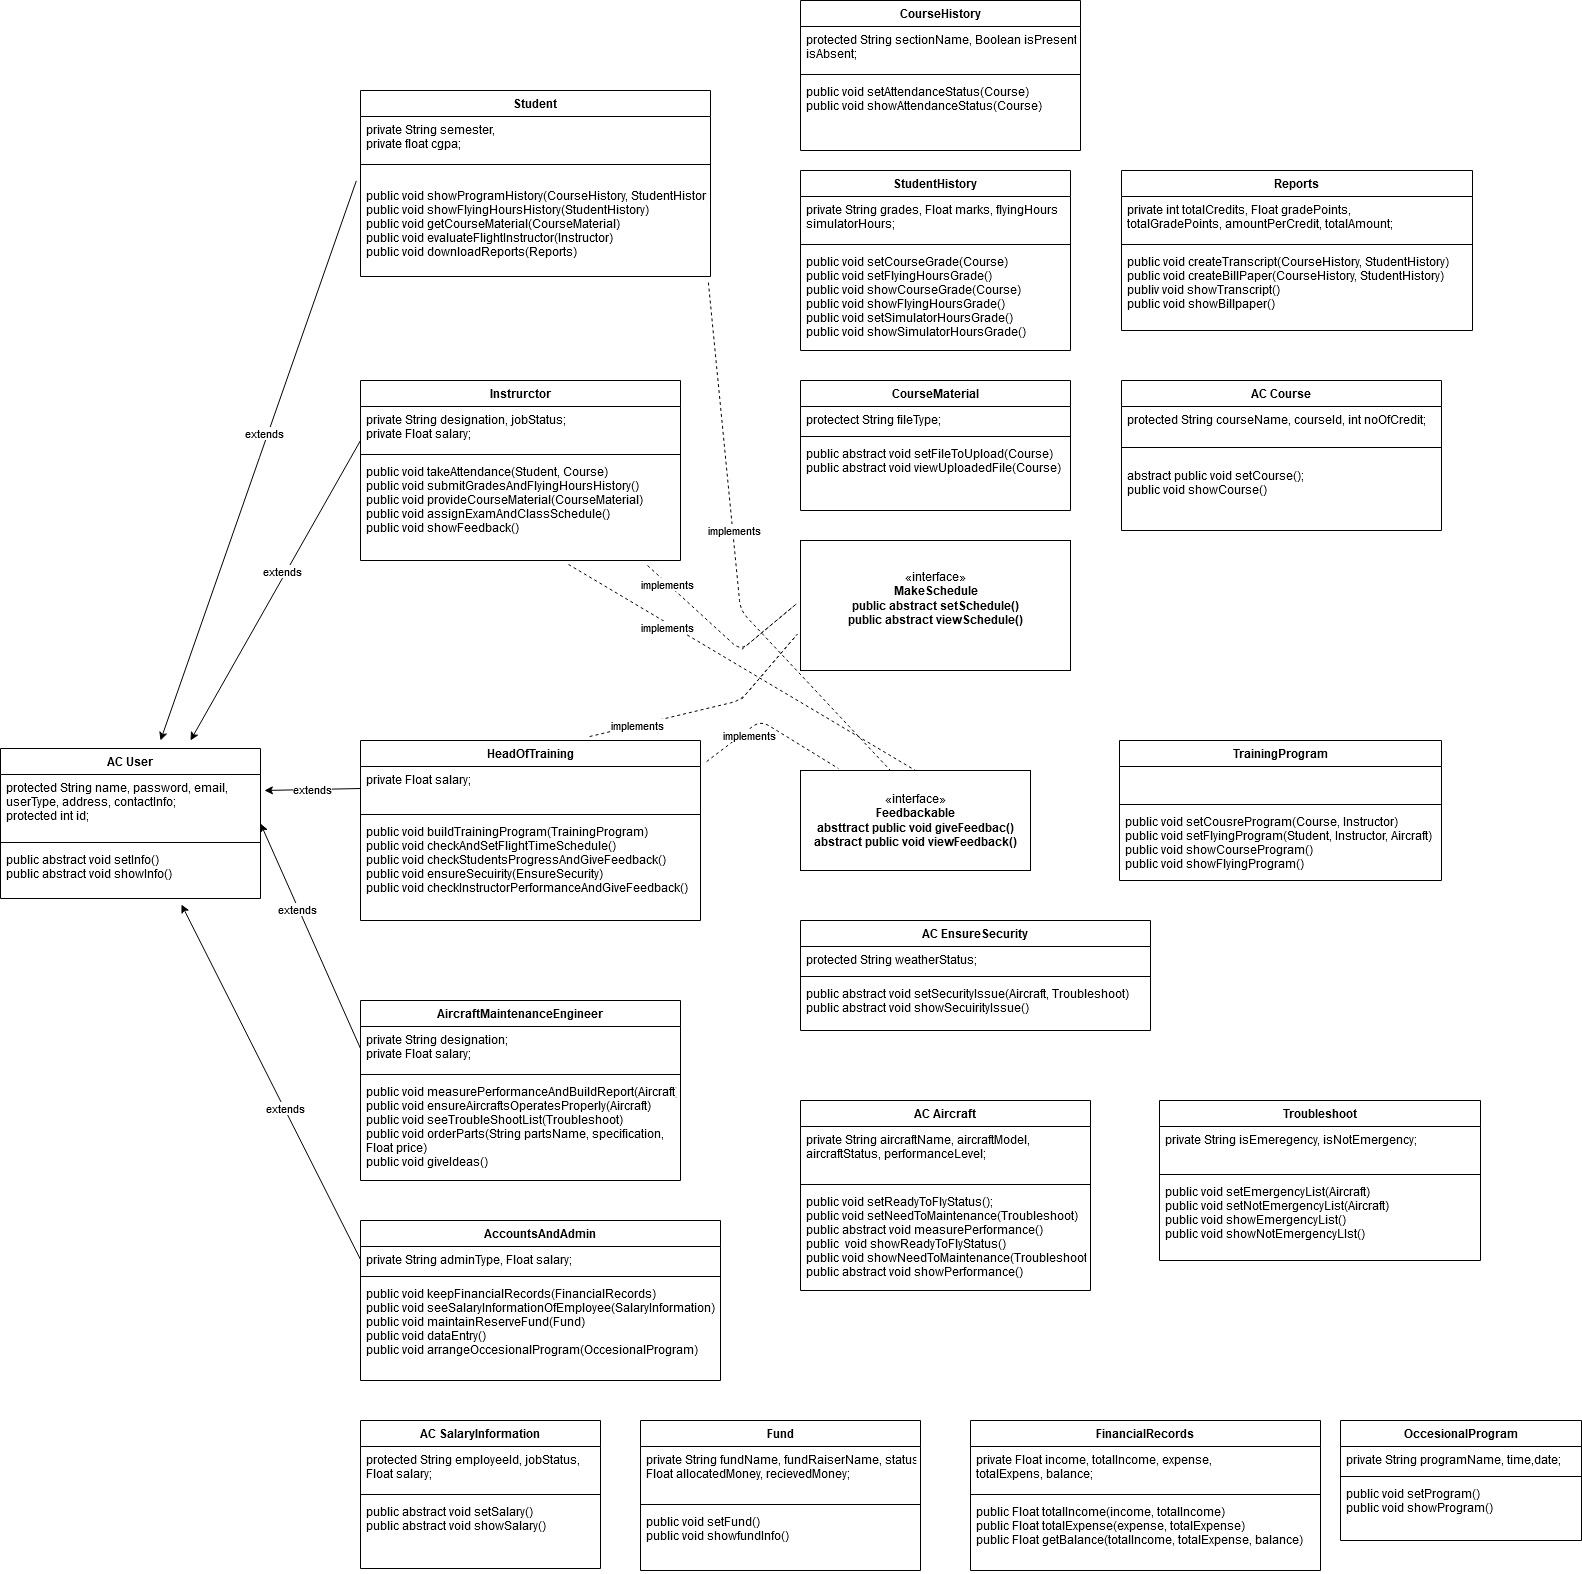 CourseHistory
protected String sectionName, Boolean isPresent
isAbsent;
public void setAttendanceStatus(Course)
public void showAttendanceStatus(Course)
Student
private String semester,
private float cgpa;
public void showProgramHistory(CourseHistory, StudentHistor
public void showFlyingHoursHistory(StudentHistory)
public void getCourseMaterial(CourseMaterial)
public void evaluateFlightInstructor(Instructor)
public void downloadReports(Reports)
StudentHistory
private String grades, Float marks, flyingHours
simulatorHours;
public void setCourseGrade(Course)
public void setFlyingHoursGrade()
public void showCourseGrade(Course)
public void showFlyingHoursGrade()
public void setSimulatorHoursGrade()
public void showSimulatorHoursGrade()
Reports
private int totalCredits, Float gradePoints,
totalGradePoints, amountPerCredit, totalAmount;
public void createTranscript(CourseHistory, StudentHistory)
public void createBillPaper(CourseHistory, StudentHistory)
publiv void showTranscript()
public void showBillpaper()
extends
Instrurctor
private String designation, jobStatus;
private Float salary;
public void takeAttendance(Student, Course)
public void submitGradesAndFlyingHoursHistory()
public void provideCourseMaterial(CourseMaterial)
public void assignExamAndClassSchedule()
public void showFeedback()
CourseMaterial
protectect String fileType;
public abstract void setFileToUpload(Course)
public abstract void viewUploadedFile(Course)
AC Course
protected String courseName, courseId, int noOfCredit;
abstract public void setCourse();
public void showCourse()
implements
extends
implements
implements
«interface»
MakeSchedule
public abstract setSchedule()
public abstract viewSchedule()
implements
implements
AC User
protected String name, password, email,
userType, address, contactInfo;
protected int id;
public abstract void setInfo()
public abstract void showInfo()
extends
HeadOfTraining
private Float salary;
public void buildTrainingProgram(TrainingProgram)
public void checkAndSetFlightTimeSchedule()
public void checkStudentsProgressAndGiveFeedback()
public void ensureSecuirity(EnsureSecurity)
public void checkInstructorPerformanceAndGiveFeedback()
«interface»
Feedbackable
absttract public void giveFeedbac()
abstract public void viewFeedback()
TrainingProgram
public void setCousreProgram(Course, Instructor)
public void setFlyingProgram(Student, Instructor, Aircraft)
public void showCourseProgram()
public void showFlyingProgram()
extends
AC EnsureSecurity
protected String weatherStatus;
public abstract void setSecurityIssue(Aircraft, Troubleshoot)
public abstract void showSecuirityIssue()
AircraftMaintenanceEngineer
private String designation;
private Float salary;
public void measurePerformanceAndBuildReport(Aircraft
public void ensureAircraftsOperatesProperly(Aircraft)
public void seeTroubleShootList(Troubleshoot)
public void orderParts(String partsName, specification,
Float price)
public void giveIdeas()
extends
AC Aircraft
private String aircraftName, aircraftModel,
aircraftStatus, performanceLevel;
public void setReadyToFlyStatus();
public void setNeedToMaintenance(Troubleshoot)
public abstract void measurePerformance()
public  void showReadyToFlyStatus()
public void showNeedToMaintenance(Troubleshoot
public abstract void showPerformance()
Troubleshoot
private String isEmeregency, isNotEmergency;
public void setEmergencyList(Aircraft)
public void setNotEmergencyList(Aircraft)
public void showEmergencyList()
public void showNotEmergencyLIst()
AccountsAndAdmin
private String adminType, Float salary;
public void keepFinancialRecords(FinancialRecords)
public void seeSalaryInformationOfEmployee(SalaryInformation)
public void maintainReserveFund(Fund)
public void dataEntry()
public void arrangeOccesionalProgram(OccesionalProgram)
AC SalaryInformation
protected String employeeId, jobStatus,
Float salary;
public abstract void setSalary()
public abstract void showSalary()
Fund
private String fundName, fundRaiserName, status
Float allocatedMoney, recievedMoney;
public void setFund()
public void showfundInfo()
FinancialRecords
private Float income, totalIncome, expense,
totalExpens, balance;
public Float totalIncome(income, totalIncome)
public Float totalExpense(expense, totalExpense)
public Float getBalance(totalIncome, totalExpense, balance)
OccesionalProgram
private String programName, time,date;
public void setProgram()
public void showProgram()